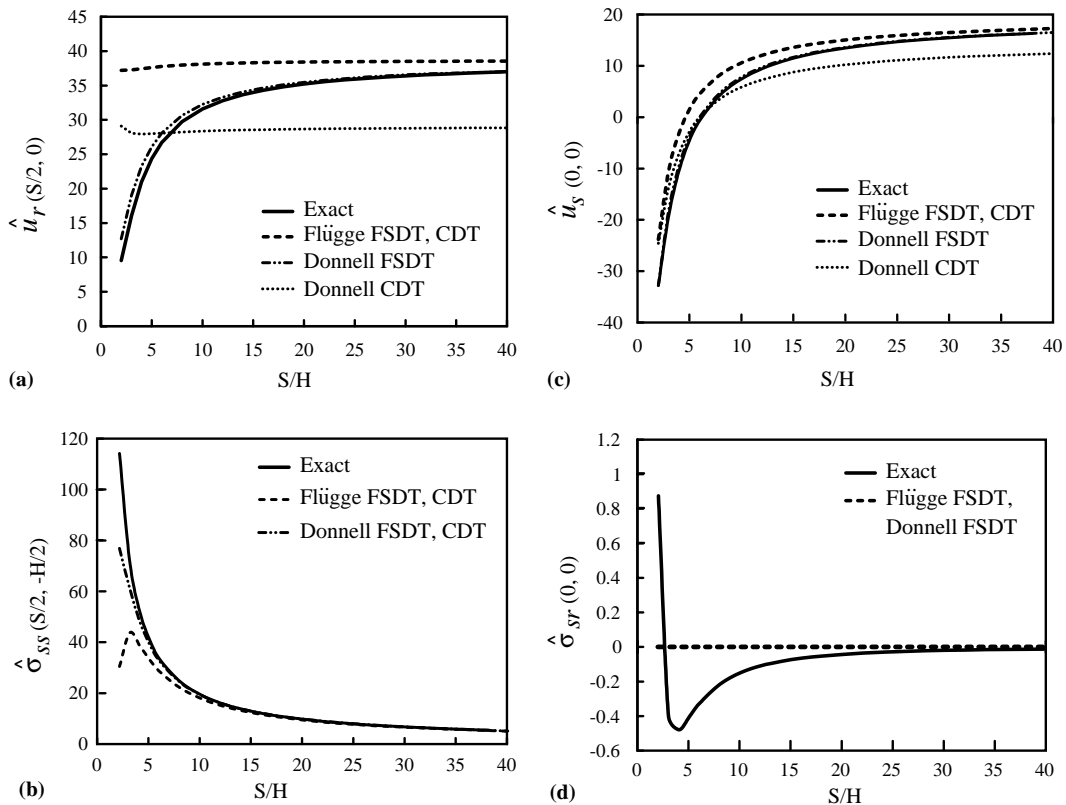 45
40
35
30
25
20
15
10
5
0
û_r (S/2, 0)
Exact
Flügge FSDT, CDT
Donnell FSDT
Donnell CDT
0 5 10 15 20 25 30 35 40
(a)
S/H
20
10
0
-10
-20
-30
-40
û_s (0, 0)
Exact
Flügge FSDT, CDT
Donnell FSDT
Donnell CDT
0 5 10 15 20 25 30 35 40
(c)
S/H
120
100
80
60
40
20
0
σ̂_ss (S/2, -H/2)
Exact
Flügge FSDT, CDT
Donnell FSDT, CDT
0 5 10 15 20 25 30 35 40
(b)
S/H
1.2
1
0.8
0.6
0.4
0.2
0
-0.2
-0.4
-0.6
σ̂_sr (0, 0)
Exact
Flügge FSDT,
Donnell FSDT
0 5 10 15 20 25 30 35 40
(d)
S/H